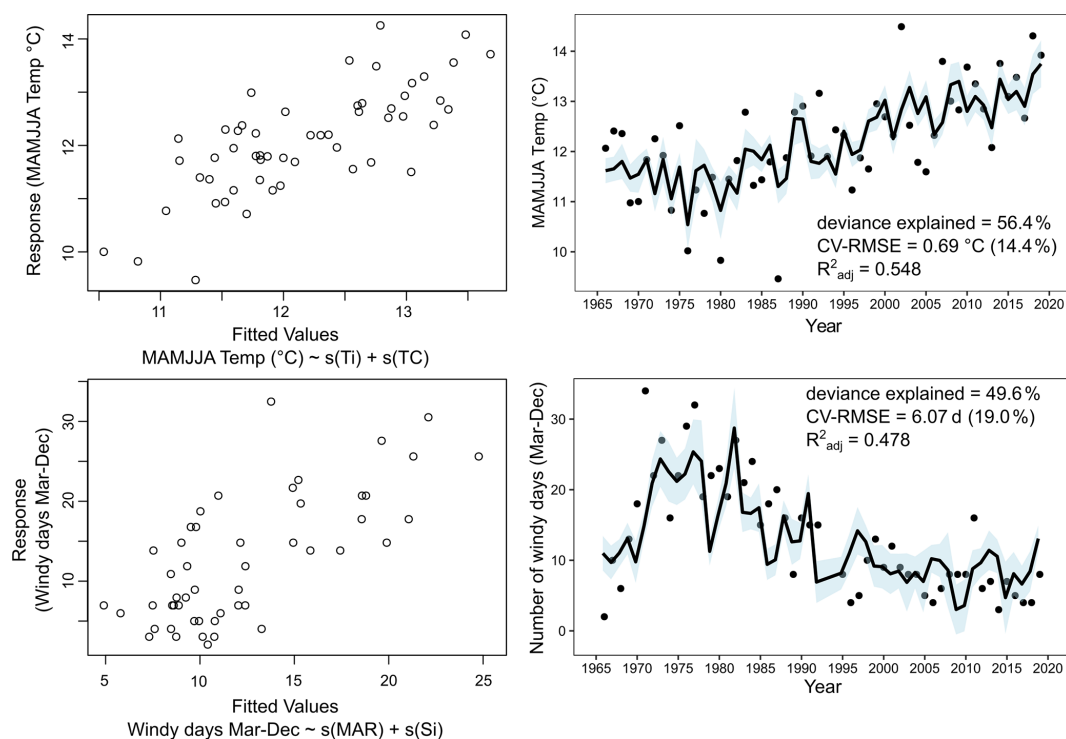 Response (MAMJJA Temp °C)
14
12
10
11
12
13
Fitted Values
MAMJJA Temp (°C) ~ s(Ti) + s(TC)
MAMJJA Temp (°C)
14
13
12
11
10
deviance explained = 56.4%
CV-RMSE = 0.69 °C (14.4%)
R²adj = 0.548
1965 1970 1975 1980 1985 1990 1995 2000 2005 2010 2015 2020
Year
Response
(Windy days Mar-Dec)
30
20
10
5
10
15
20
25
Fitted Values
Windy days Mar-Dec ~ s(MAR) + s(Si)
Number of windy days (Mar-Dec)
30
20
10
0
deviance explained = 49.6%
CV-RMSE = 6.07 d (19.0%)
R²adj = 0.478
1965 1970 1975 1980 1985 1990 1995 2000 2005 2010 2015 2020
Year